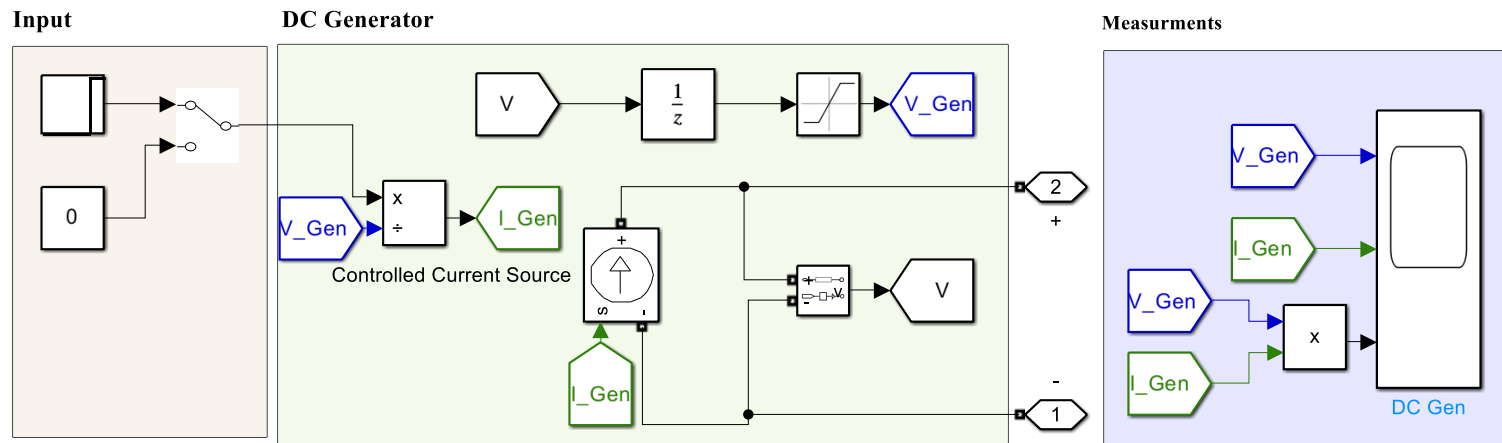 Input
DC Generator
Measurments
V
1
z
V_Gen
0
x
÷
V_Gen
I_Gen
Controlled Current Source
+
s
-
I_Gen
+
-
v
V
2
+
-
1
V_Gen
I_Gen
V_Gen
I_Gen
x
DC Gen